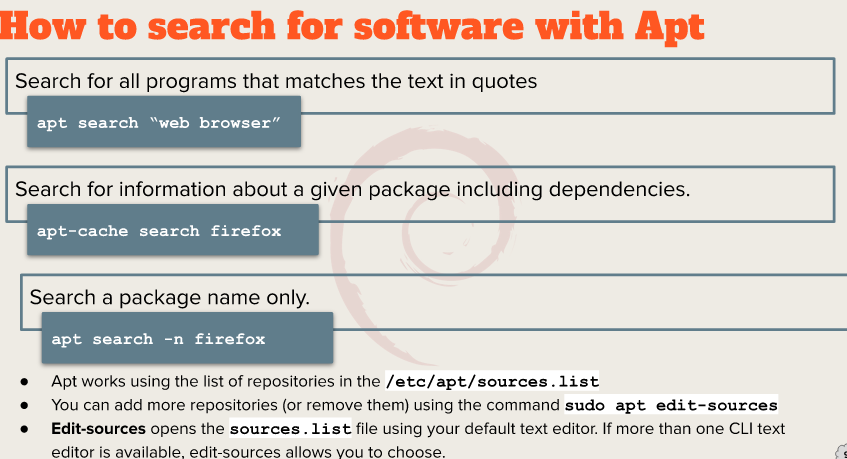 How to search for software with Apt
Search for all programs that matches the text in quotes
apt search “web browser”
Search for information about a given package including dependencies.
apt-cache search firefox
Search a package name only.
apt search -n firefox
● Apt works using the list of repositories in the /etc/apt/sources.list
● You can add more repositories (or remove them) using the command sudo apt edit-sources
● Edit-sources opens the sources.list file using your default text editor. If more than one CLI text
editor is available, edit-sources allows you to choose.